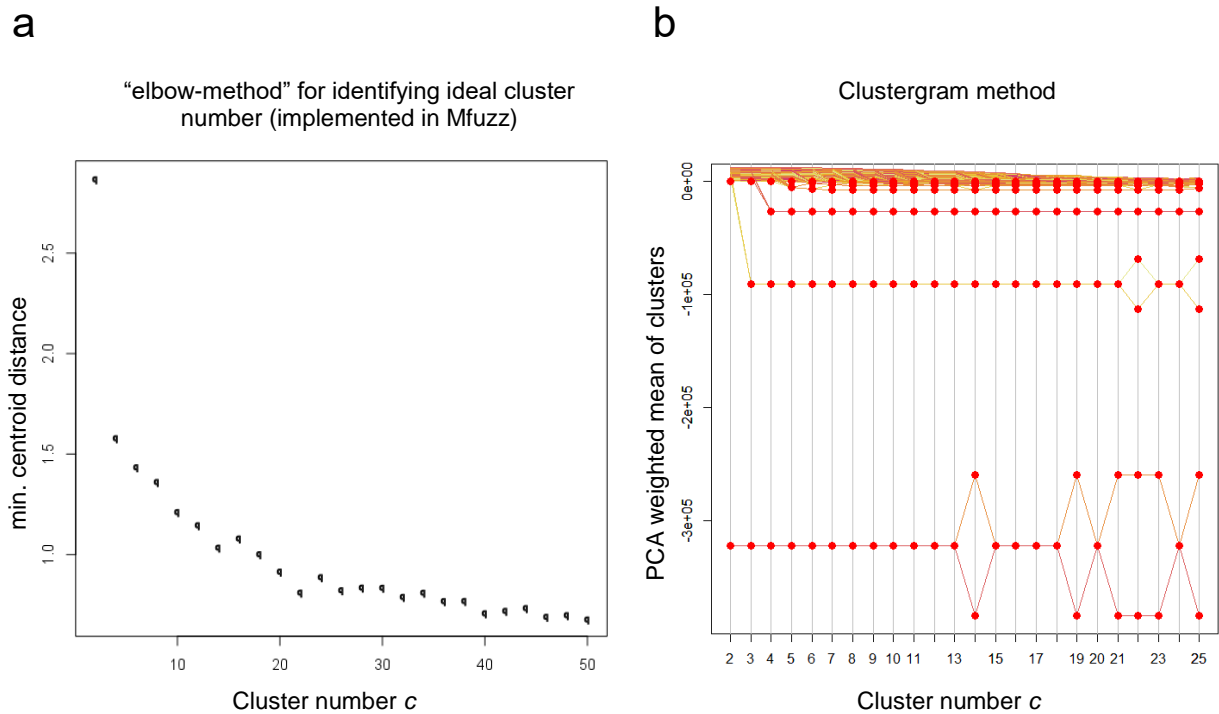 a
b
“elbow-method” for identifying ideal cluster
number (implemented in Mfuzz)
Clustergram method
min. centroid distance
2.5
2.0
1.5
1.0
10 20 30 40 50
Cluster number c
PCA weighted mean of clusters
0e+00
-1e+05
-2e+05
-3e+05
2 3 4 5 6 7 8 9 10 11 13 15 17 19 20 21 23 25
Cluster number c